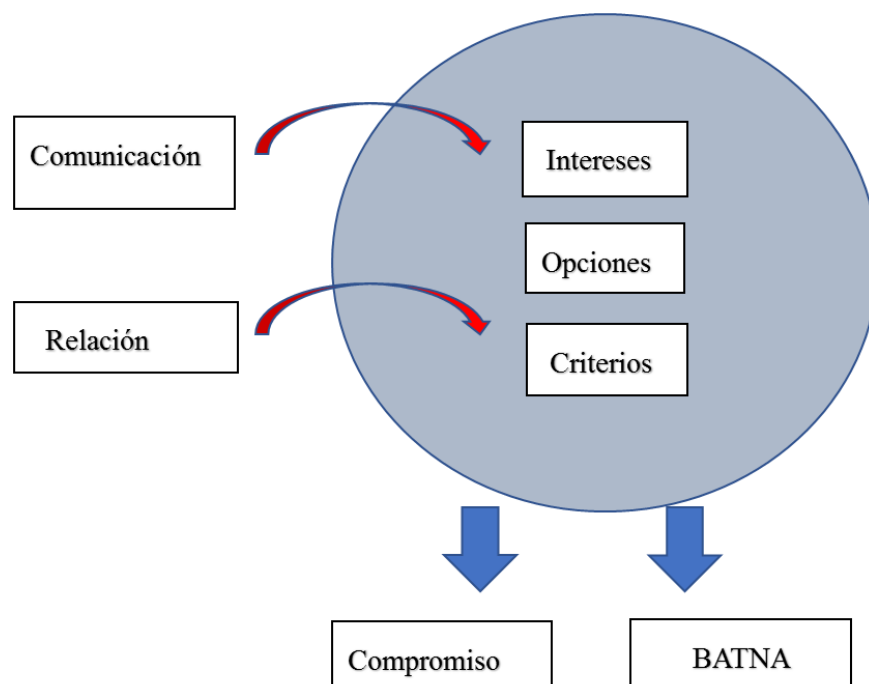 Comunicación
Intereses
Opciones
Relación
Criterios
Compromiso
BATNA